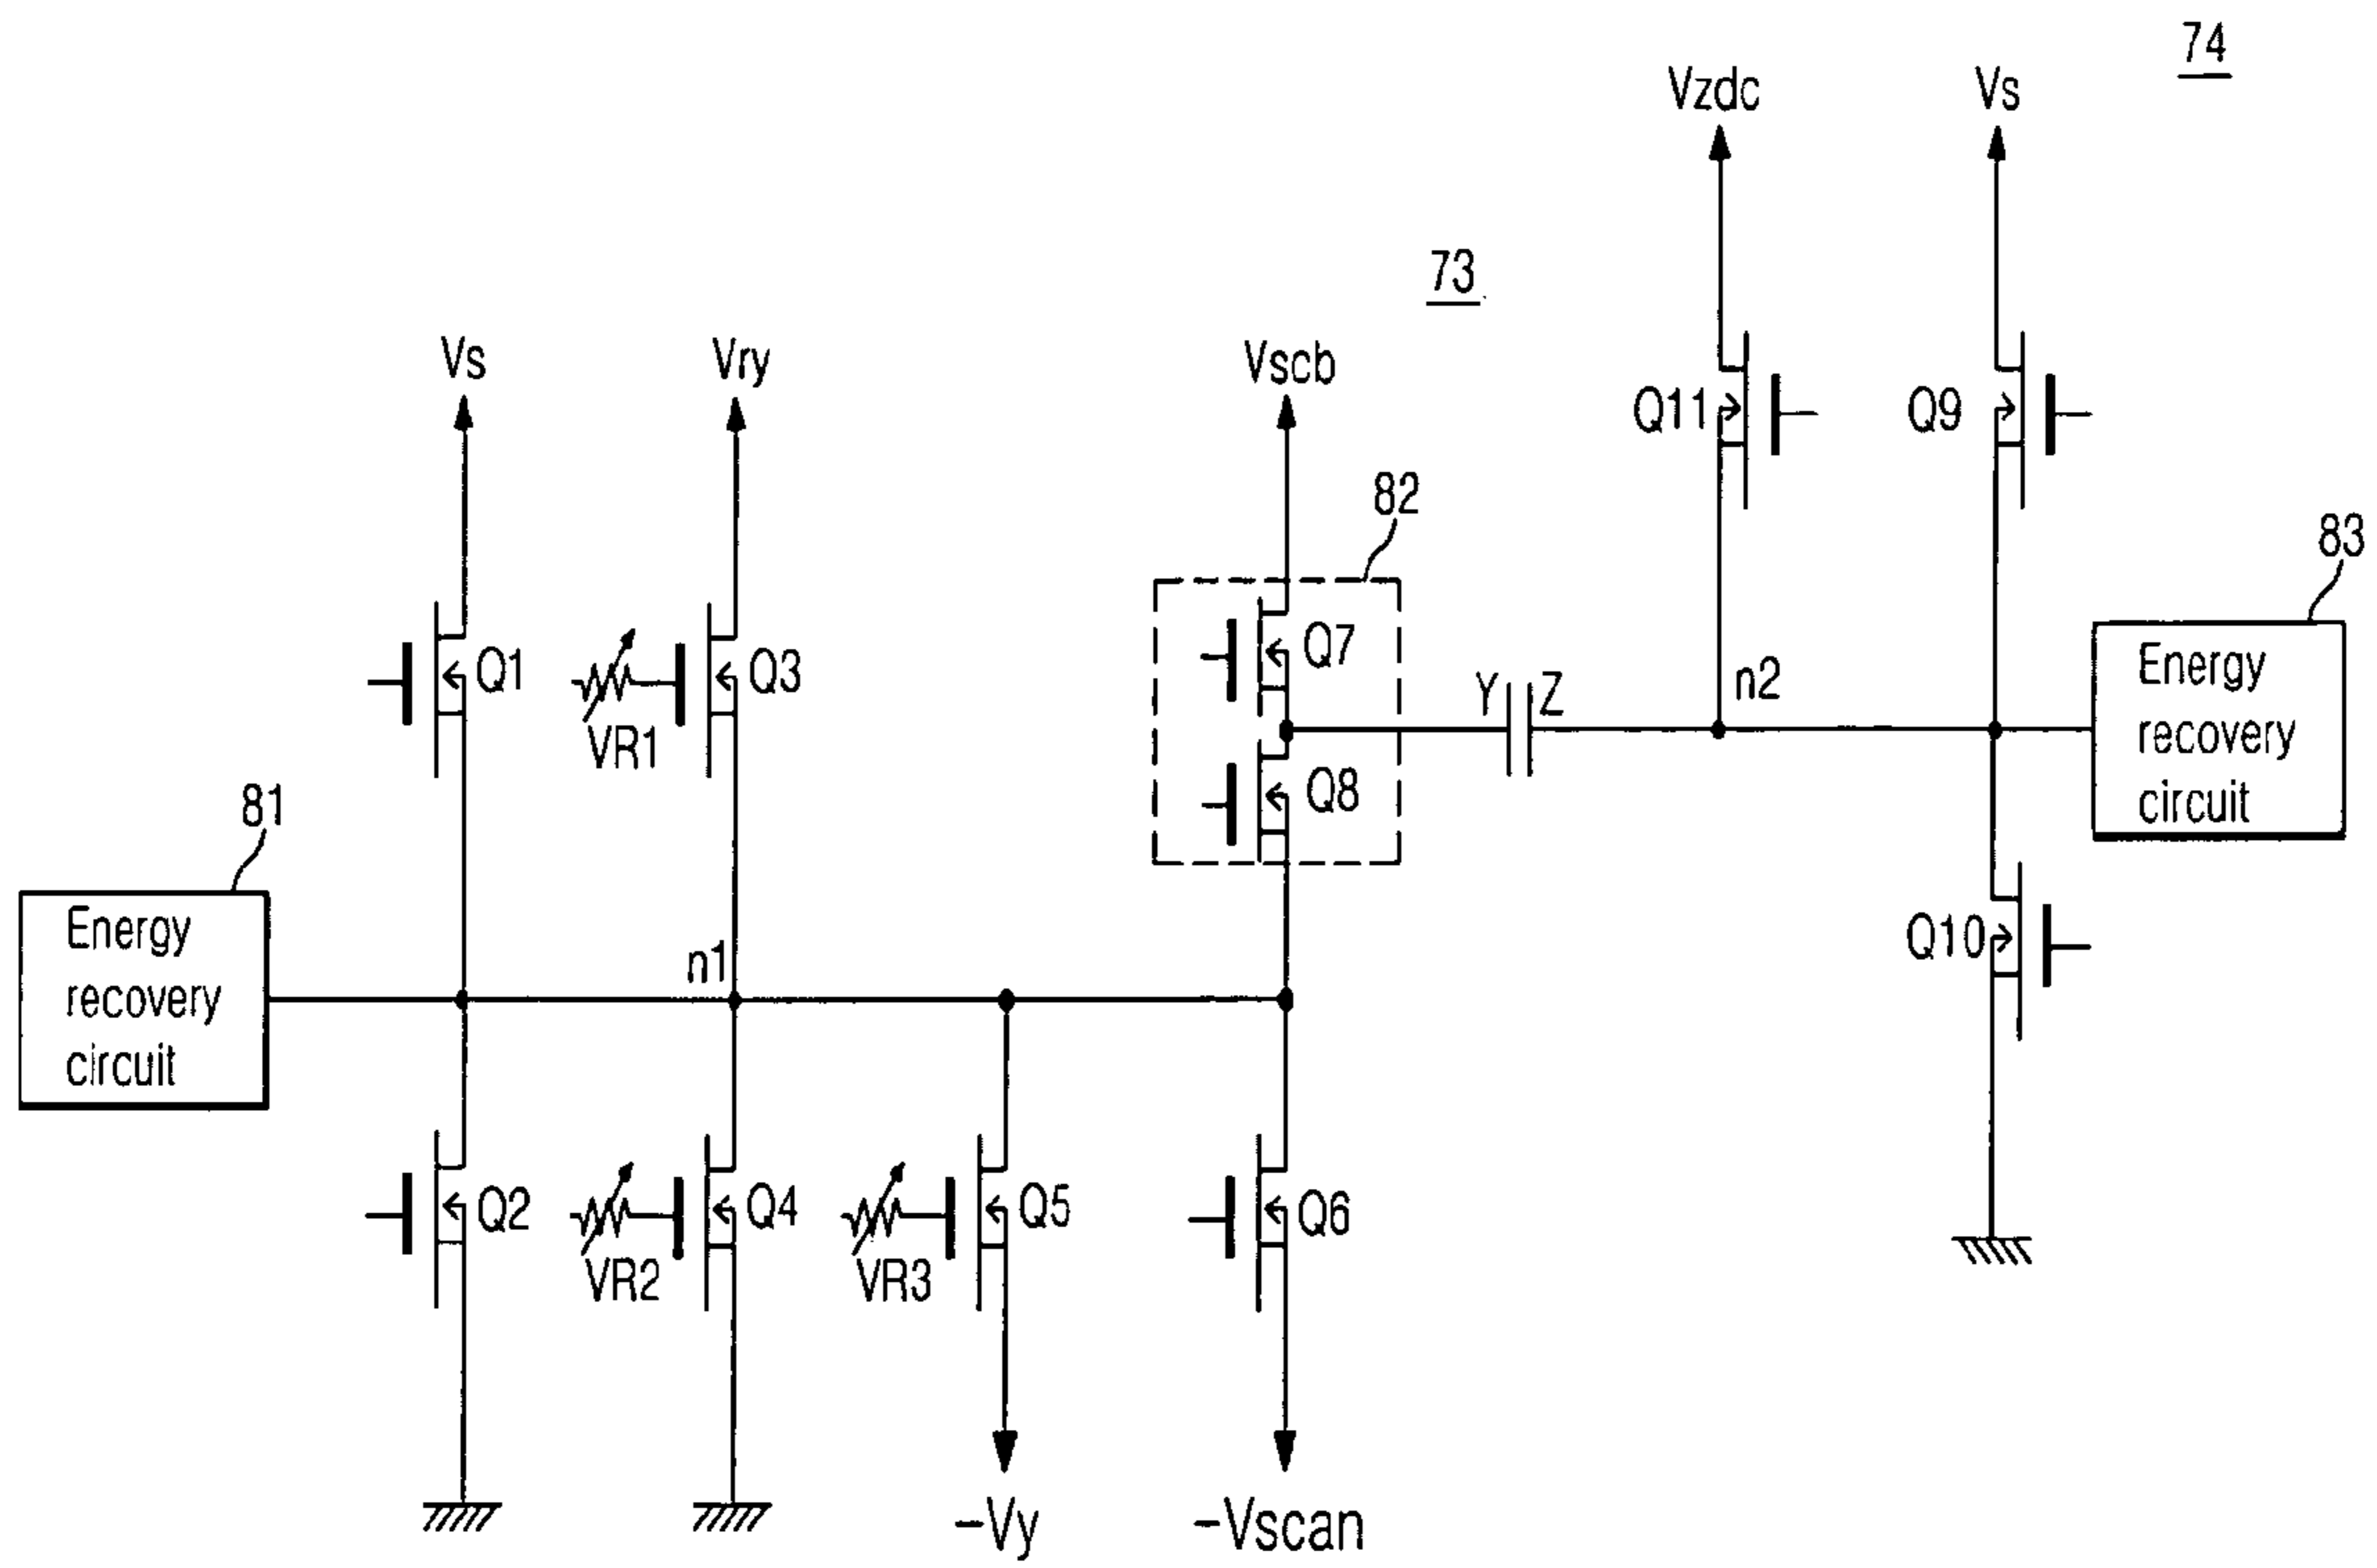 74
Vzdc
Vs
73
Vs
Vry
Vscb
Q11
Q9
82
83
Q1
Q3
VR1
Q7
Q8
Y
Z
n2
Energy
recovery
circuit
81
Energy
recovery
circuit
n1
Q10
Q2
Q4
VR2
Q5
VR3
Q6
-Vy
-Vscan